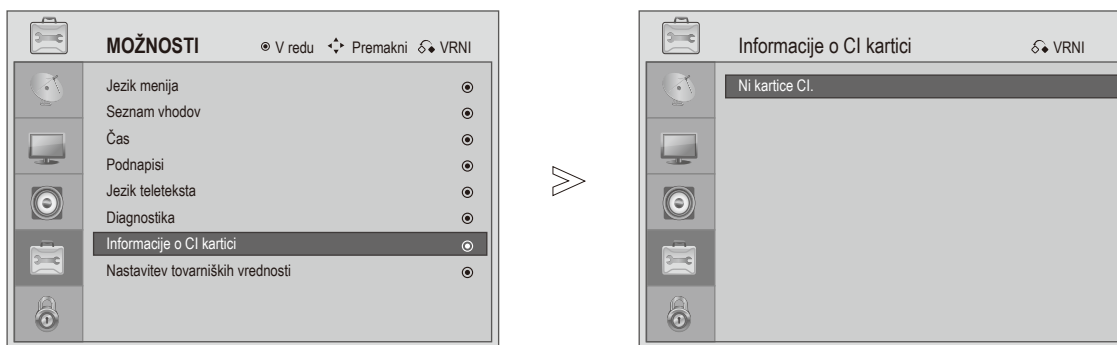 MOŽNOSTI
V redu Premakni VRNI
Jezik menija
Seznam vhodov
Čas
Podnapisi
Jezik teleteksta
Diagnostika
Informacije o CI kartici
Nastavitev tovarniških vrednosti
Informacije o CI kartici
VRNI
Ni kartice CI.